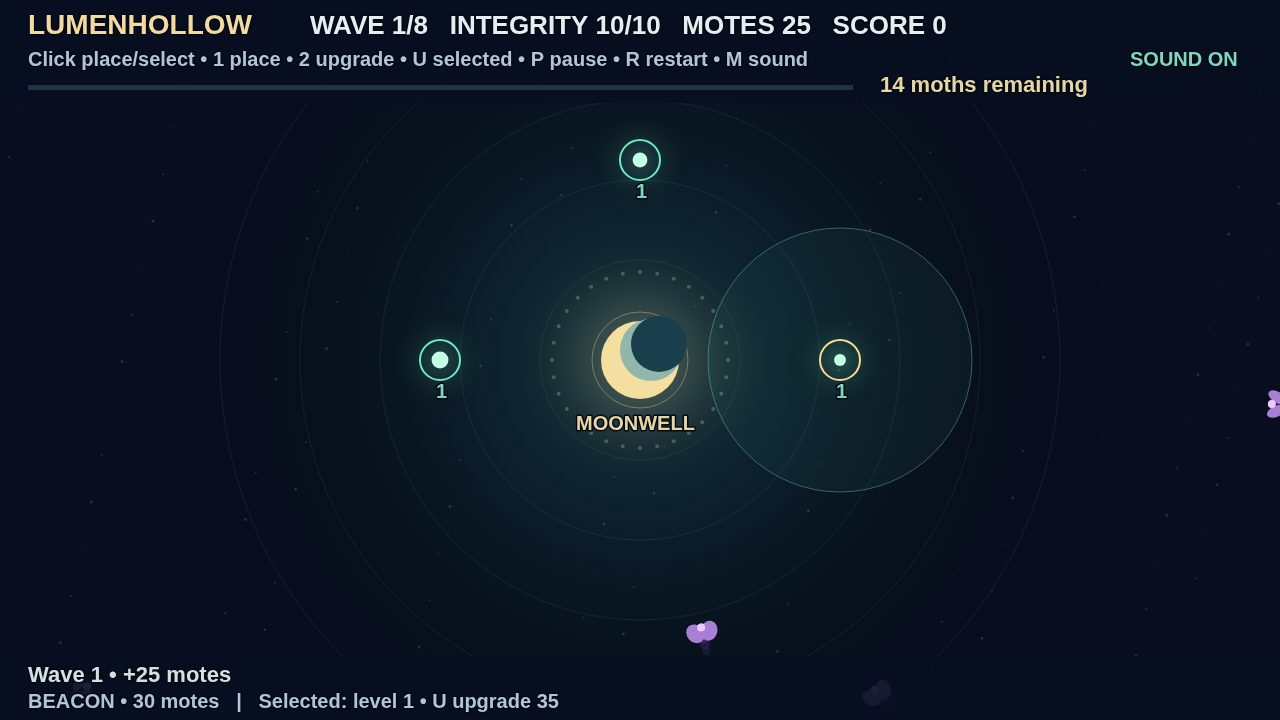 LUMENHOLLOW WAVE 1/8 INTEGRITY 10/10 MOTES 25 SCORE 0
Click place/select • 1 place • 2 upgrade • U selected • P pause • R restart • M sound SOUND ON
14 moths remaining
1
1
1
MOONWELL
Wave 1 • +25 motes
BEACON • 30 motes | Selected: level 1 • U upgrade 35